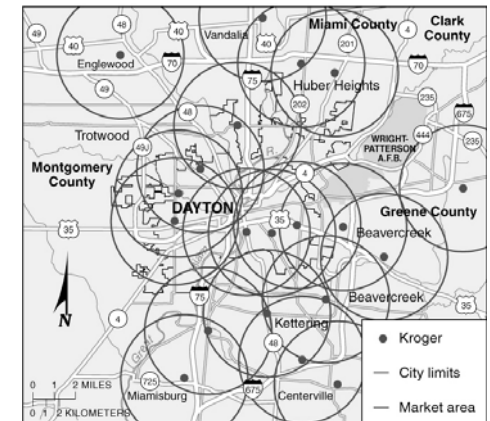 48
Vandalia
Miami County
Clark
County
49
40
40
40
201
4
Englewood
70
75
70
49
Huber Heights
48
202
235
675
Trotwood
WRIGHT-
PATTERSON
A.F.B.
444
235
49
R.
Montgomery
County
4
DAYTON
Greene County
35
35
Beavercreek
N
75
Beavercreek
35
4
Kettering
48
Great
725
Miamisburg
675
Centerville
0 1 2 MILES
0 1 2 KILOMETERS
Kroger
City limits
Market area